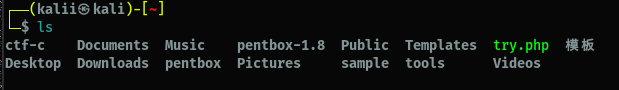 ┌──(kalii㉿kali)-[~]
└─$ ls
ctf-c Documents Music pentbox-1.8 Public Templates try.php 模板
Desktop Downloads pentbox Pictures sample tools Videos